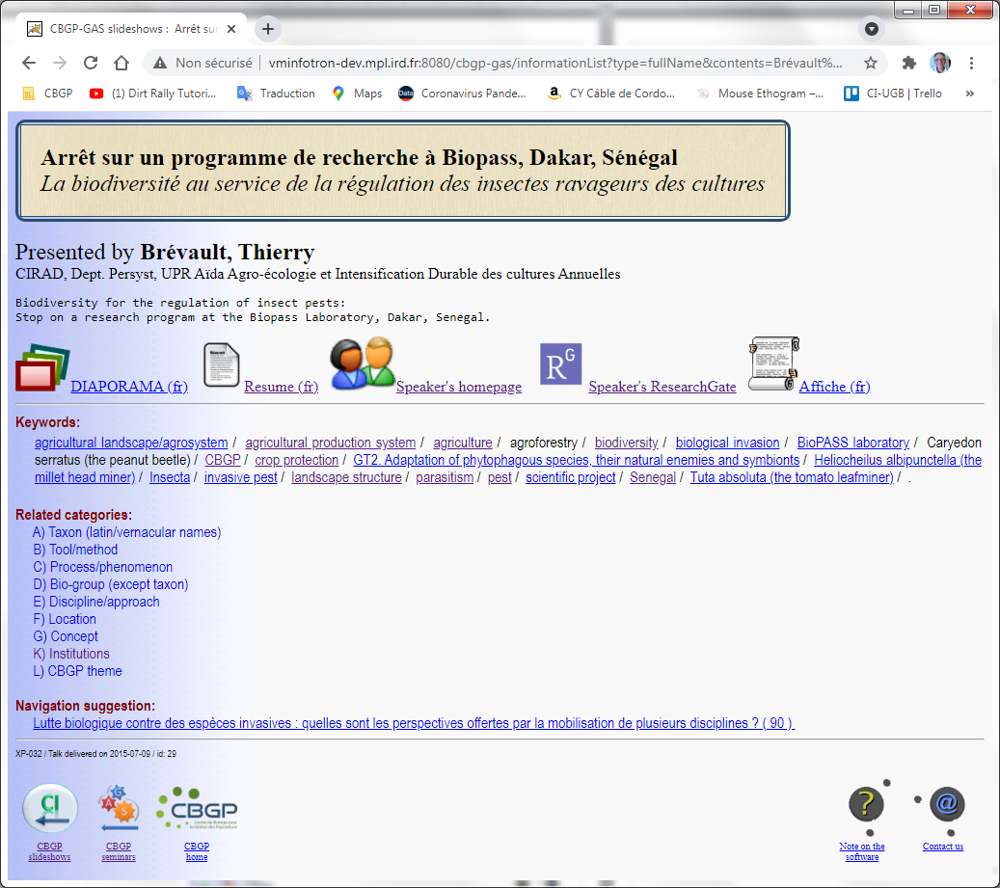 CBGP-GAS slideshows : Arrêt sur
Non sécurisé | vminfotron-dev.mpl.ird.fr:8080/cbgp-gas/informationList?type=fullName&contents=Brévault%...
CBGP (1) Dirt Rally Tutori... Traduction Maps Data Coronavirus Pande... CY Câble de Cordo... Mouse Ethogram –... CI-UGB | Trello »
Arrêt sur un programme de recherche à Biopass, Dakar, Sénégal
La biodiversité au service de la régulation des insectes ravageurs des cultures
Presented by Brévault, Thierry
CIRAD, Dept. Persyst, UPR Aïda Agro-écologie et Intensification Durable des cultures Annuelles
Biodiversity for the regulation of insect pests:
Stop on a research program at the Biopass Laboratory, Dakar, Senegal.
DIAPORAMA (fr) Resume (fr) Speaker's homepage RG Speaker's ResearchGate Affiche (fr)
Keywords:
agricultural landscape/agrosystem / agricultural production system / agriculture / agroforestry / biodiversity / biological invasion / BioPASS laboratory / Caryedon
serratus (the peanut beetle) / CBGP / crop protection / GT2. Adaptation of phytophagous species, their natural enemies and symbionts / Heliocheilus albipunctella (the
millet head miner) / Insecta / invasive pest / landscape structure / parasitism / pest / scientific project / Senegal / Tuta absoluta (the tomato leafminer) / .
Related categories:
A) Taxon (latin/vernacular names)
B) Tool/method
C) Process/phenomenon
D) Bio-group (except taxon)
E) Discipline/approach
F) Location
G) Concept
K) Institutions
L) CBGP theme
Navigation suggestion:
Lutte biologique contre des espèces invasives : quelles sont les perspectives offertes par la mobilisation de plusieurs disciplines ? ( 90 )
XP-032 / Talk delivered on 2015-07-09 / id: 29
CI GAS CBGP ? @
Centre de Biologie pour
la Gestion des Populations
CBGP CBGP CBGP Note on the Contact us
slideshows seminars home software